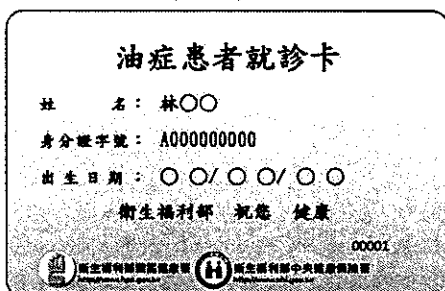 油症患者就診卡
姓 名：林○○
身分證字號：A000000000
出生日期：○○/○○/○○
衛生福利部 祝您 健康
00001
衛生福利部國民健康署 衛生福利部中央健康保險署